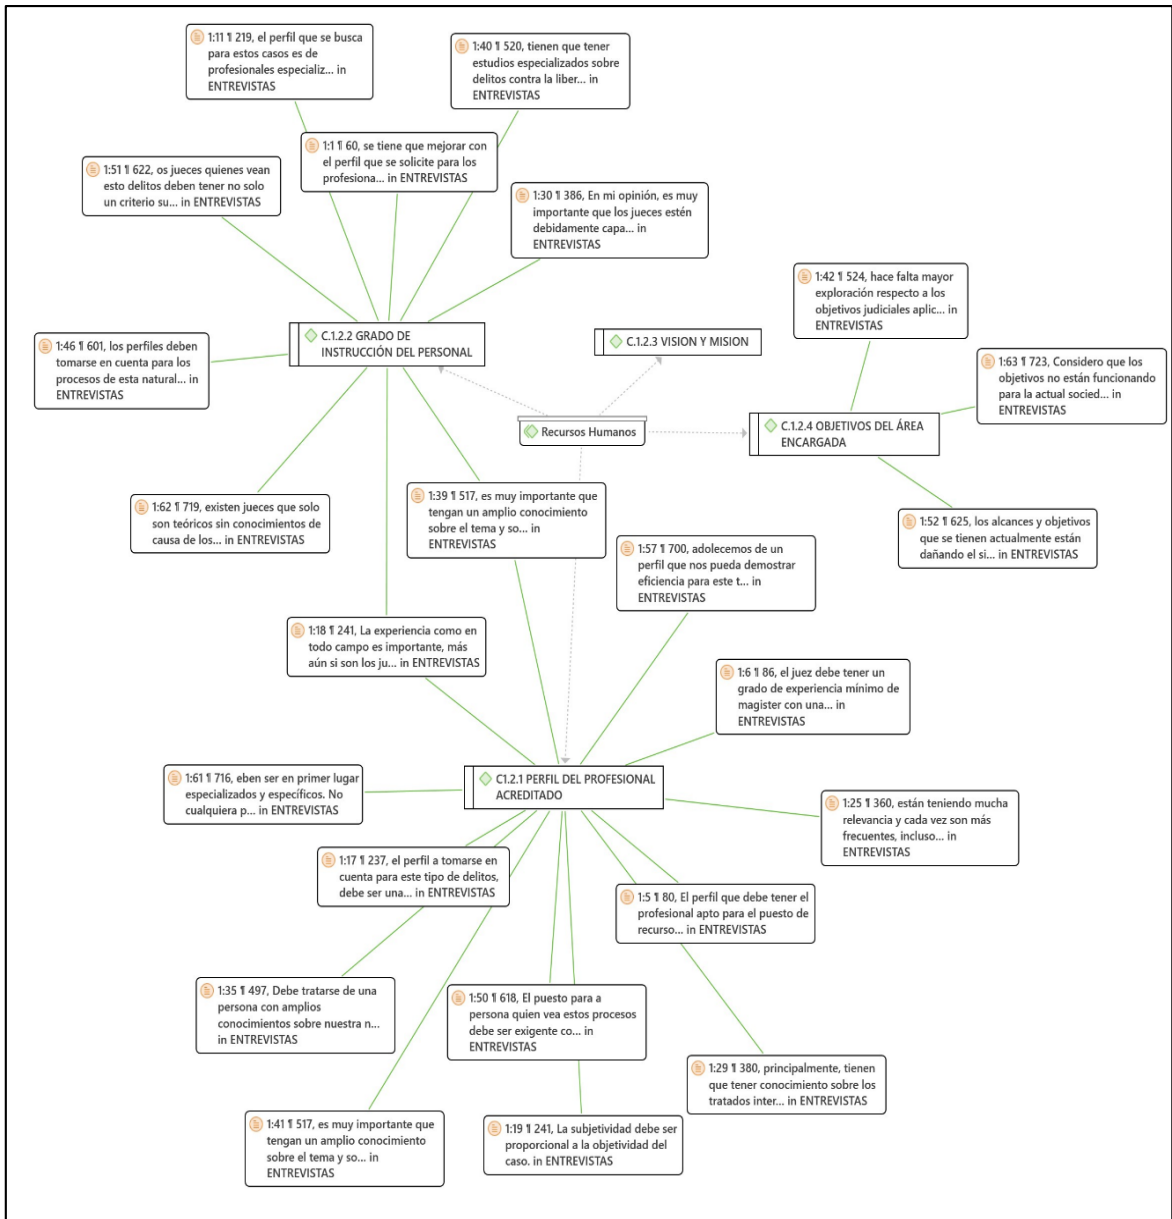 1:11 ¶ 219, el perfil que se busca
para estos casos es de
profesionales especializ... in
ENTREVISTAS
1:40 ¶ 520, tienen que tener
estudios especializados sobre
delitos contra la liber... in
ENTREVISTAS
1:1 ¶ 60, se tiene que mejorar con
el perfil que se solicite para los
profesiona... in ENTREVISTAS
1:51 ¶ 622, os jueces quienes vean
esto delitos deben tener no solo
un criterio su... in ENTREVISTAS
1:30 ¶ 386, En mi opinión, es muy
importante que los jueces estén
debidamente capa... in
ENTREVISTAS
1:42 ¶ 524, hace falta mayor
exploración respecto a los
objetivos judiciales aplic... in
ENTREVISTAS
C.1.2.2 GRADO DE
INSTRUCCIÓN DEL PERSONAL
C.1.2.3 VISION Y MISION
1:46 ¶ 601, los perfiles deben
tomarse en cuenta para los
procesos de esta natural... in
ENTREVISTAS
1:63 ¶ 723, Considero que los
objetivos no están funcionando
para la actual socied... in
ENTREVISTAS
Recursos Humanos
C.1.2.4 OBJETIVOS DEL ÁREA
ENCARGADA
1:62 ¶ 719, existen jueces que solo
son teóricos sin conocimientos de
causa de los... in ENTREVISTAS
1:39 ¶ 517, es muy importante que
tengan un amplio conocimiento
sobre el tema y so... in
ENTREVISTAS
1:52 ¶ 625, los alcances y objetivos
que se tienen actualmente están
dañando el si... in ENTREVISTAS
1:57 ¶ 700, adolecemos de un
perfil que nos pueda demostrar
eficiencia para este t... in
ENTREVISTAS
1:18 ¶ 241, La experiencia como en
todo campo es importante, más
aún si son los ju... in ENTREVISTAS
1:6 ¶ 86, el juez debe tener un
grado de experiencia mínimo de
magister con una... in
ENTREVISTAS
1:61 ¶ 716, eben ser en primer lugar
especializados y específicos. No
cualquiera p... in ENTREVISTAS
C1.2.1 PERFIL DEL PROFESIONAL
ACREDITADO
1:25 ¶ 360, están teniendo mucha
relevancia y cada vez son más
frecuentes, incluso... in
ENTREVISTAS
1:17 ¶ 237, el perfil a tomarse en
cuenta para este tipo de delitos,
debe ser una... in ENTREVISTAS
1:5 ¶ 80, El perfil que debe tener el
profesional apto para el puesto de
recurso... in ENTREVISTAS
1:35 ¶ 497, Debe tratarse de una
persona con amplios
conocimientos sobre nuestra n...
in ENTREVISTAS
1:50 ¶ 618, El puesto para a
persona quien vea estos procesos
debe ser exigente co... in
ENTREVISTAS
1:29 ¶ 380, principalmente, tienen
que tener conocimiento sobre los
tratados inter... in ENTREVISTAS
1:41 ¶ 517, es muy importante que
tengan un amplio conocimiento
sobre el tema y so... in
ENTREVISTAS
1:19 ¶ 241, La subjetividad debe ser
proporcional a la objetividad del
caso. in ENTREVISTAS